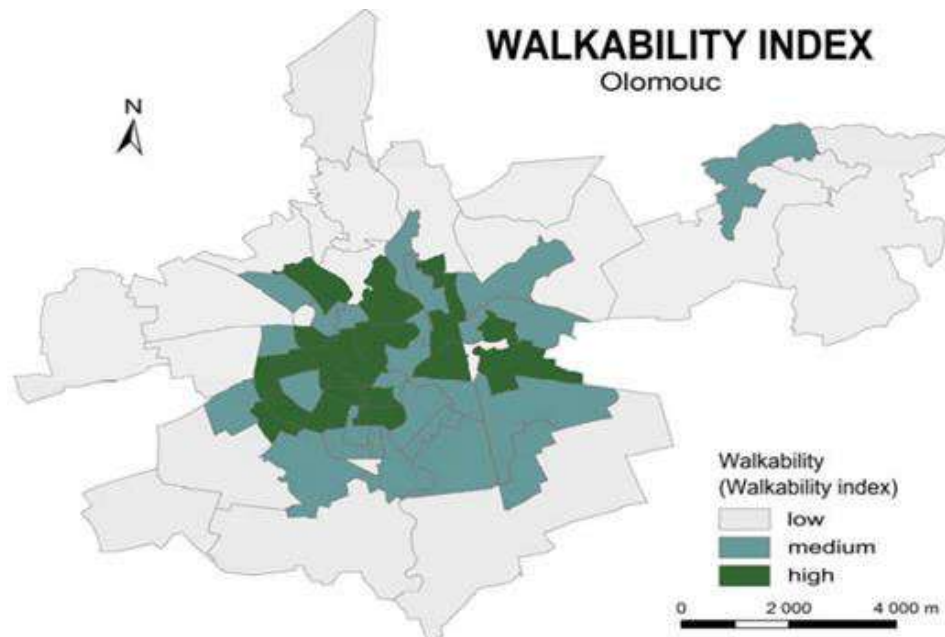 WALKABILITY INDEX
Olomouc
N
Walkability
(Walkability index)
low
medium
high
0 2 000 4 000 m